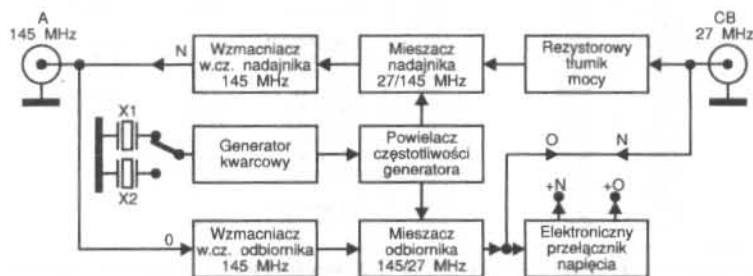 A
145 MHz
CB
27 MHz
N
Wzmacniacz
w.cz. nadajnika
145 MHz
Mieszacz
nadajnika
27/145 MHz
Rezystorowy
tłumik
mocy
X1
X2
Generator
kwarcowy
Powielacz
częstotliwości
generatora
O
N
+N
+O
0
Wzmacniacz
w.cz. odbiornika
145 MHz
Mieszacz
odbiornika
145/27 MHz
Elektroniczny
przełącznik
napięcia